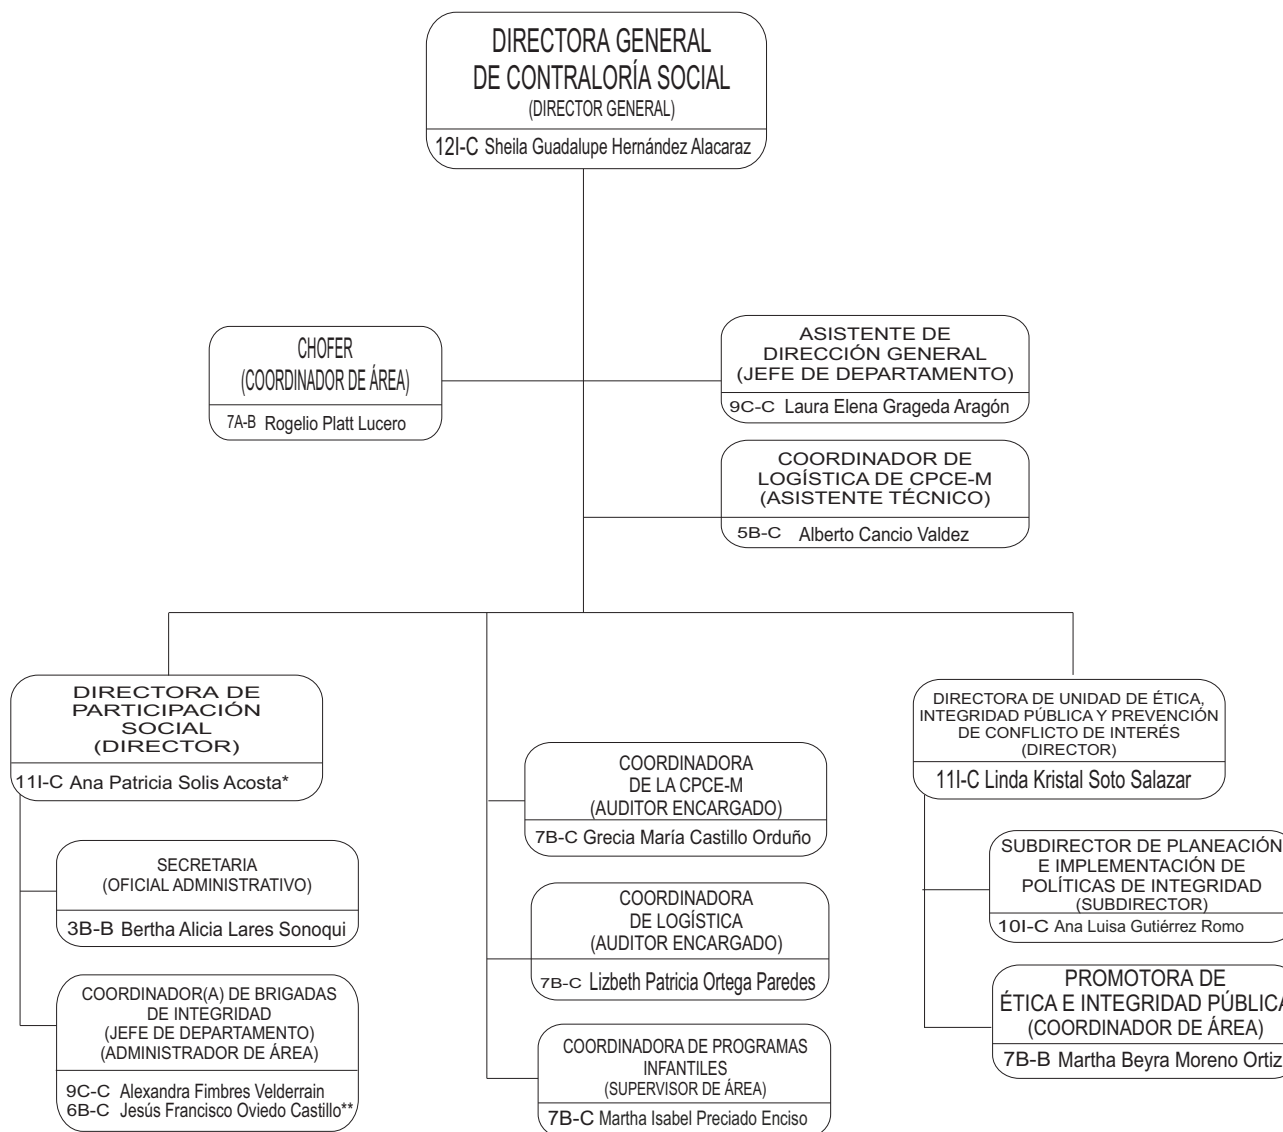 DIRECTORA GENERAL
DE CONTRALORÍA SOCIAL
(DIRECTOR GENERAL)
12I-C Sheila Guadalupe Hernández Alacaraz
CHOFER
(COORDINADOR DE ÁREA)
7A-B Rogelio Platt Lucero
ASISTENTE DE
DIRECCIÓN GENERAL
(JEFE DE DEPARTAMENTO)
9C-C Laura Elena Grageda Aragón
COORDINADOR DE
LOGÍSTICA DE CPCE-M
(ASISTENTE TÉCNICO)
5B-C Alberto Cancio Valdez
DIRECTORA DE
PARTICIPACIÓN
SOCIAL
(DIRECTOR)
11I-C Ana Patricia Solis Acosta*
SECRETARIA
(OFICIAL ADMINISTRATIVO)
3B-B Bertha Alicia Lares Sonoqui
COORDINADOR(A) DE BRIGADAS
DE INTEGRIDAD
(JEFE DE DEPARTAMENTO)
(ADMINISTRADOR DE ÁREA)
9C-C Alexandra Fimbres Velderrain
6B-C Jesús Francisco Oviedo Castillo**
COORDINADORA
DE LA CPCE-M
(AUDITOR ENCARGADO)
7B-C Grecia María Castillo Orduño
COORDINADORA
DE LOGÍSTICA
(AUDITOR ENCARGADO)
7B-C Lizbeth Patricia Ortega Paredes
COORDINADORA DE PROGRAMAS
INFANTILES
(SUPERVISOR DE ÁREA)
7B-C Martha Isabel Preciado Enciso
DIRECTORA DE UNIDAD DE ÉTICA,
INTEGRIDAD PÚBLICA Y PREVENCIÓN
DE CONFLICTO DE INTERÉS
(DIRECTOR)
11I-C Linda Kristal Soto Salazar
SUBDIRECTOR DE PLANEACIÓN
E IMPLEMENTACIÓN DE
POLÍTICAS DE INTEGRIDAD
(SUBDIRECTOR)
10I-C Ana Luisa Gutiérrez Romo
PROMOTORA DE
ÉTICA E INTEGRIDAD PÚBLICA
(COORDINADOR DE ÁREA)
7B-B Martha Beyra Moreno Ortiz